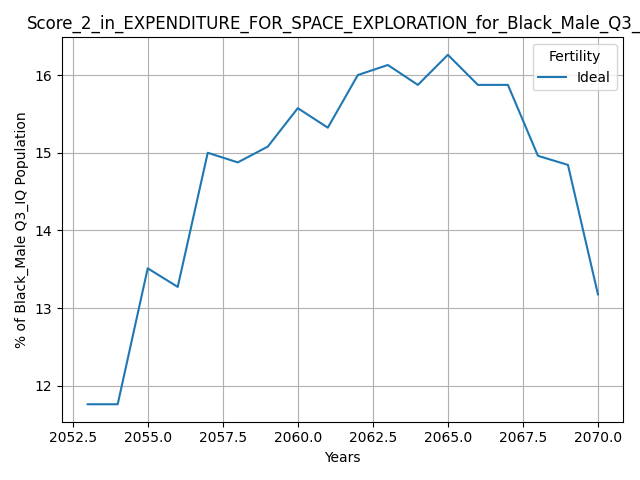 Score_2_in_EXPENDITURE_FOR_SPACE_EXPLORATION_for_Black_Male_Q3_
Fertility
Ideal
% of Black_Male Q3_IQ Population
16
15
14
13
12
2052.5 2055.0 2057.5 2060.0 2062.5 2065.0 2067.5 2070.0
Years